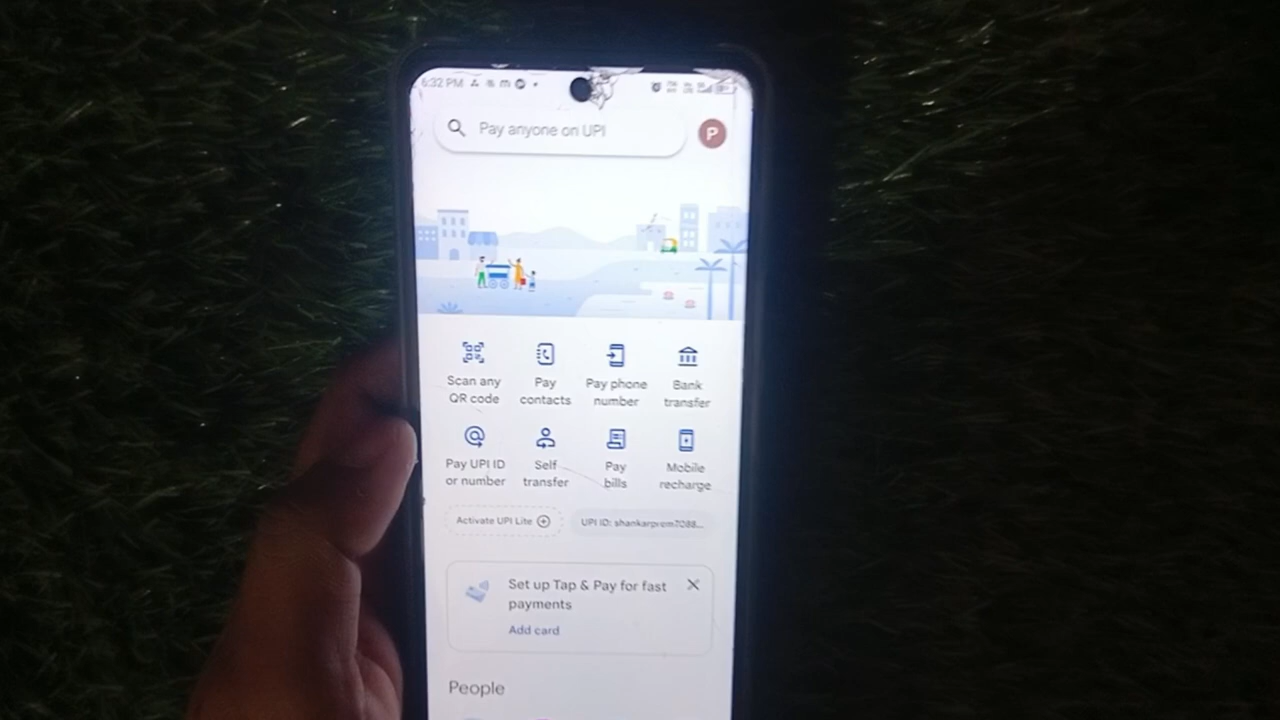 6:32 PM
Pay anyone on UPI
P
Scan any
QR code
Pay
contacts
Pay phone
number
Bank
transfer
Pay UPI ID
or number
Self
transfer
Pay
bills
Mobile
recharge
Activate UPI Lite
UPI ID: shankarprem7088...
Set up Tap & Pay for fast
payments
Add card
People